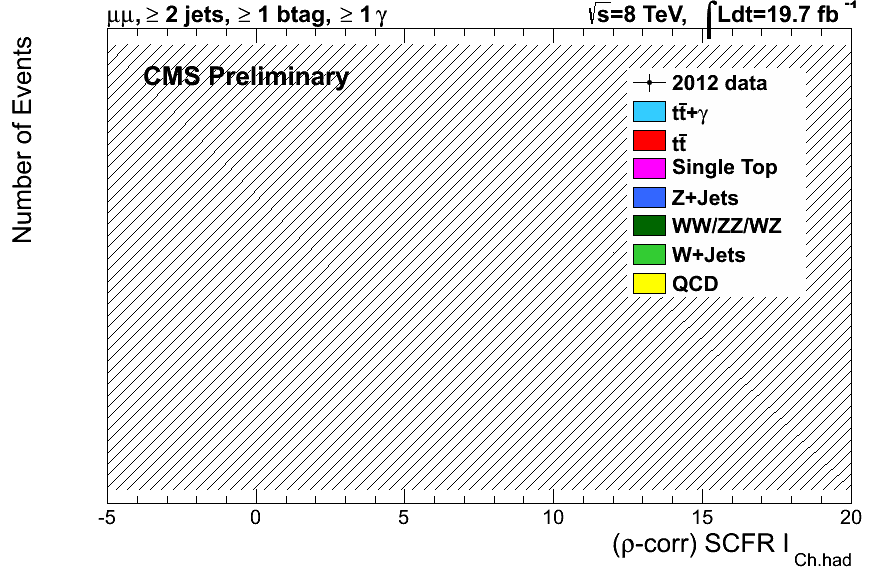 μμ, ≥ 2 jets, ≥ 1 btag, ≥ 1 γ
√s=8 TeV, ∫Ldt=19.7 fb⁻¹
Number of Events
CMS Preliminary
2012 data
tt̄+γ
tt̄
Single Top
Z+Jets
WW/ZZ/WZ
W+Jets
QCD
-5 0 5 10 15 20
(ρ-corr) SCFR I Ch.had